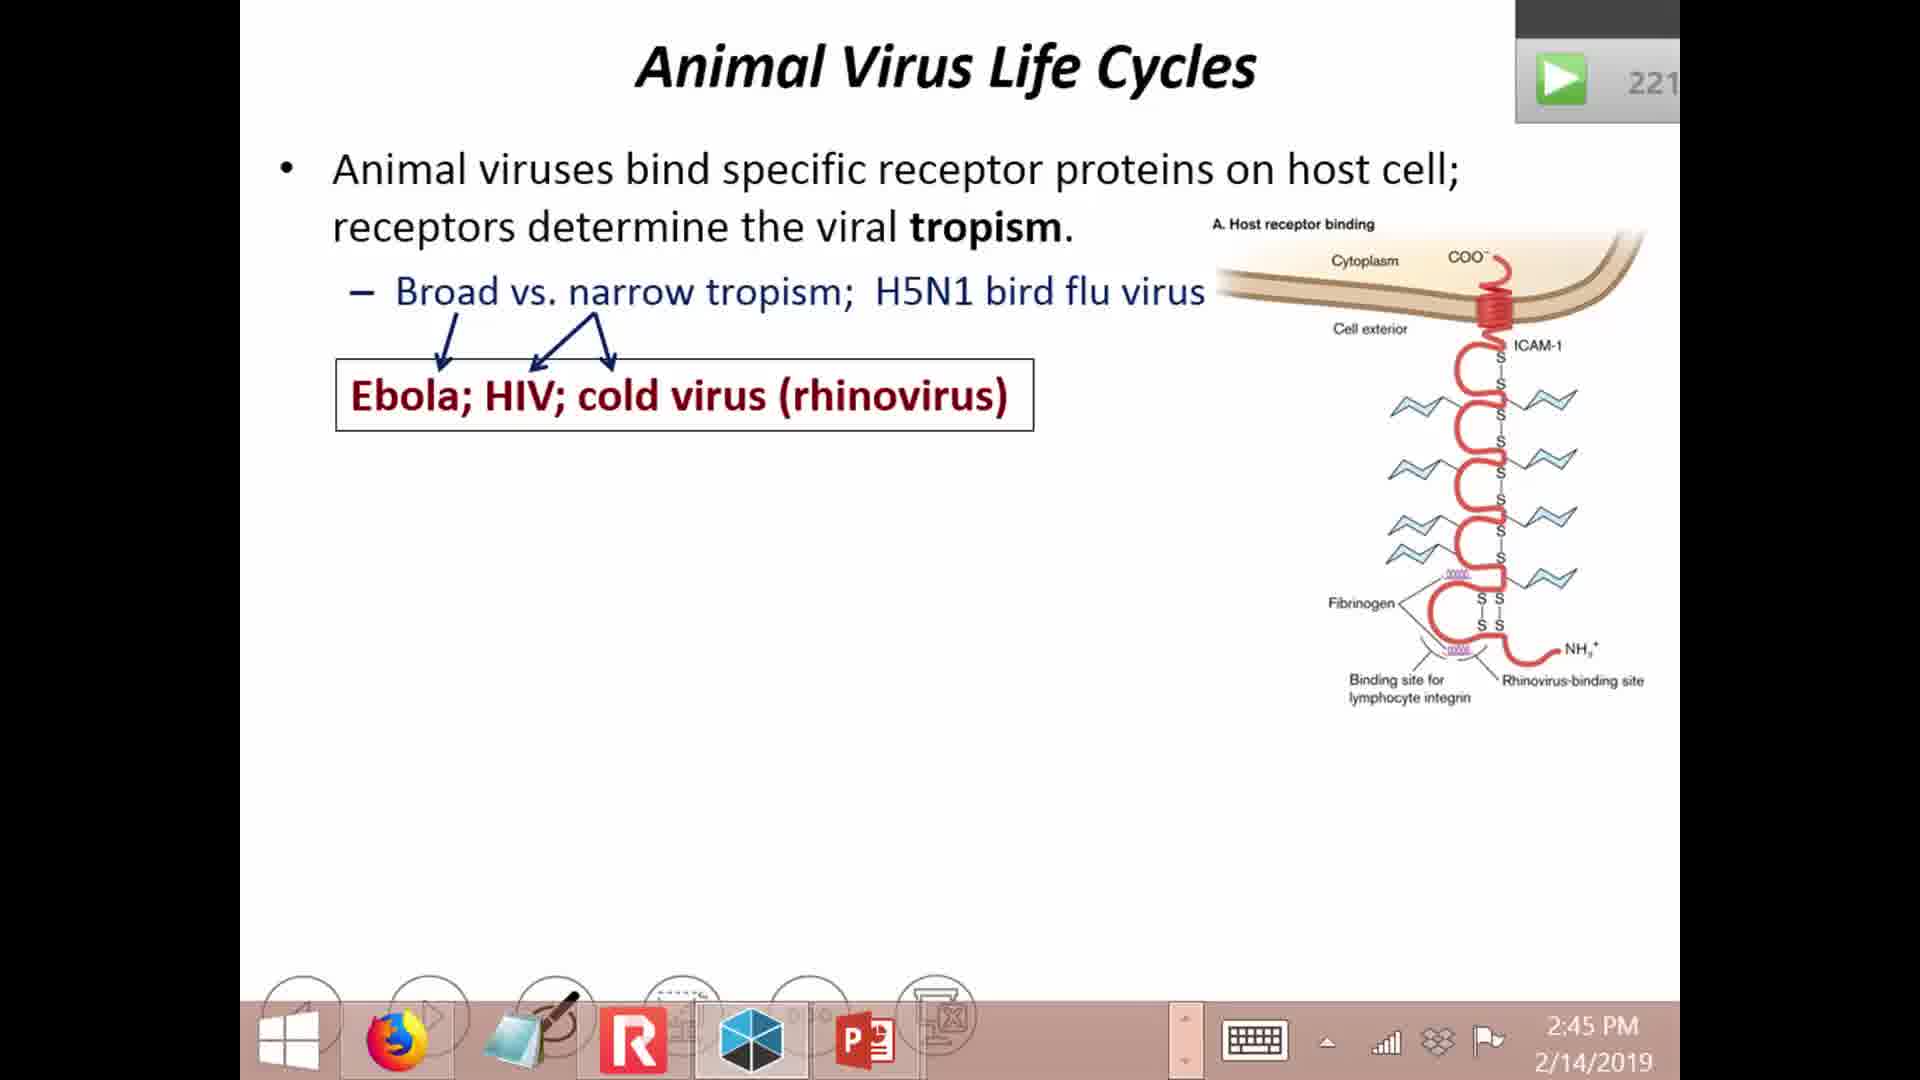 Animal Virus Life Cycles
221
• Animal viruses bind specific receptor proteins on host cell;
receptors determine the viral tropism.
– Broad vs. narrow tropism; H5N1 bird flu virus
Ebola; HIV; cold virus (rhinovirus)
A. Host receptor binding
Cytoplasm
COO⁻
Cell exterior
ICAM-1
S
S
S
S
S
S
S
S
Fibrinogen
S S
S S
NH₃⁺
Binding site for
lymphocyte integrin
Rhinovirus-binding site
2:45 PM
2/14/2019